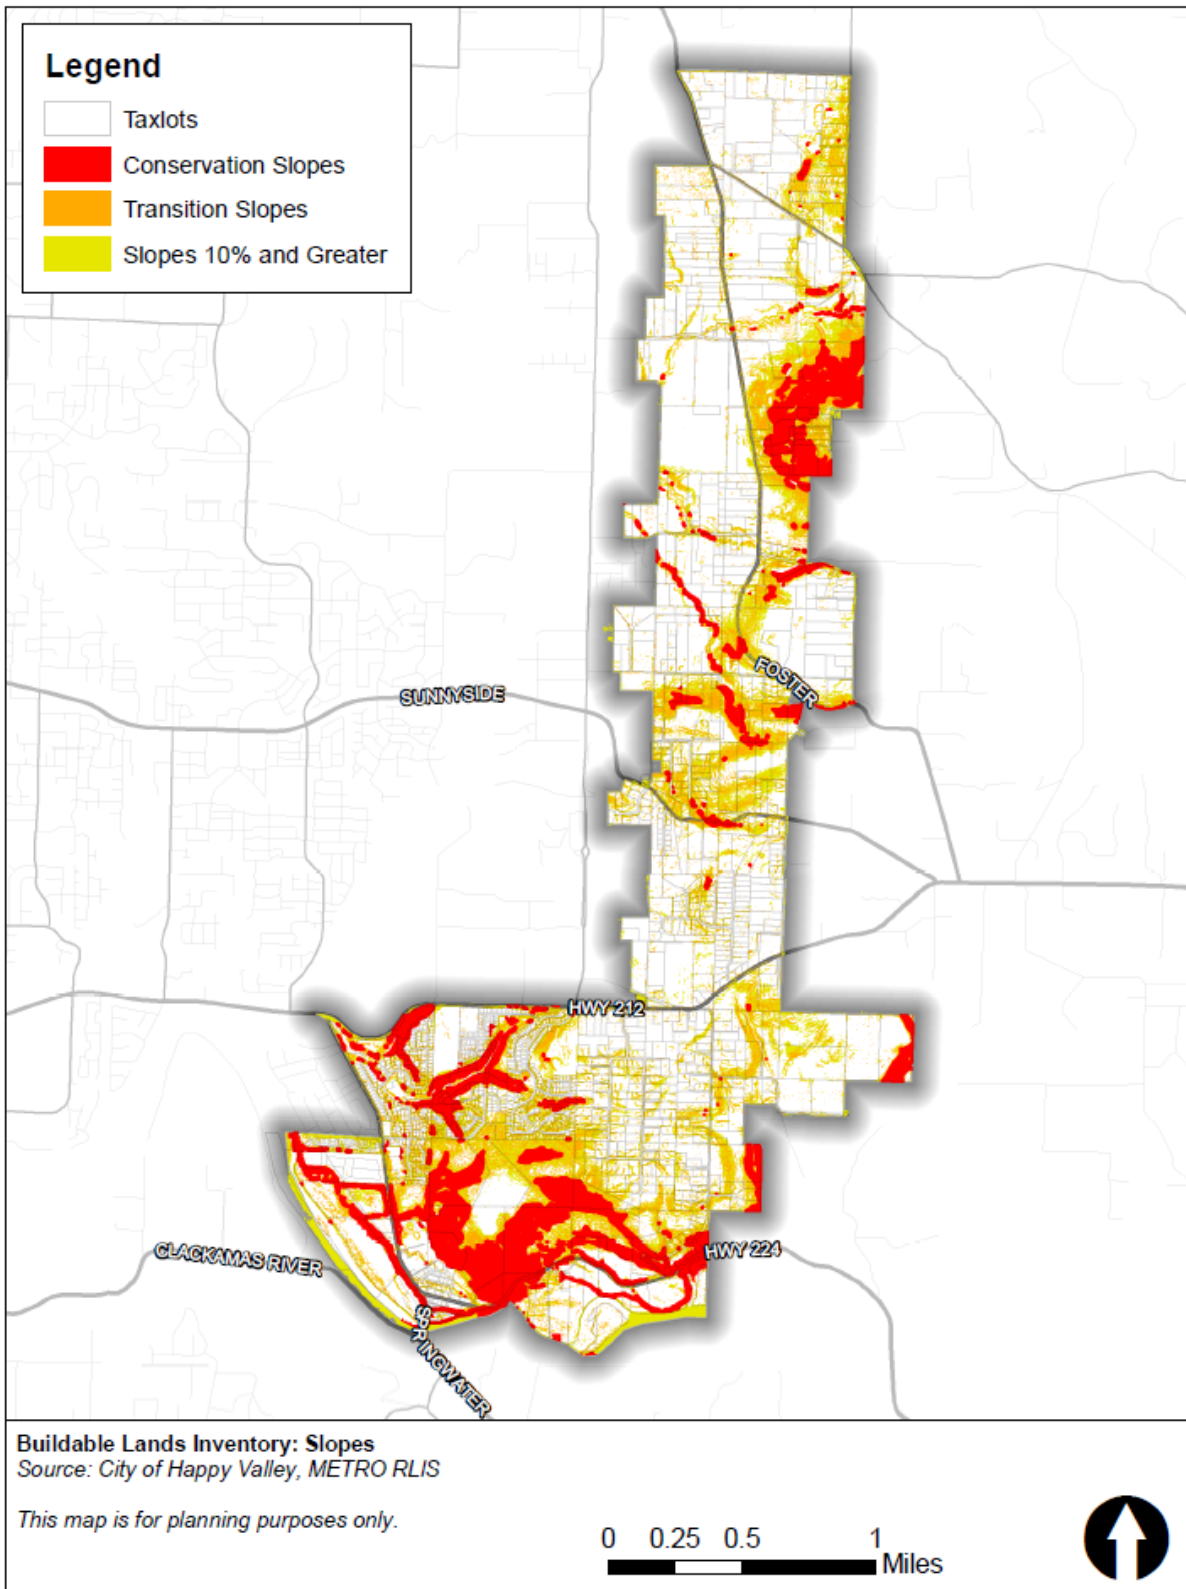 Legend
Taxlots
Conservation Slopes
Transition Slopes
Slopes 10% and Greater
FOSTER
SUNNYSIDE
HWY 212
HWY 224
CLACKAMAS RIVER
SPRINGWATER
Buildable Lands Inventory: Slopes
Source: City of Happy Valley, METRO RLIS
This map is for planning purposes only.
0 0.25 0.5 1
Miles